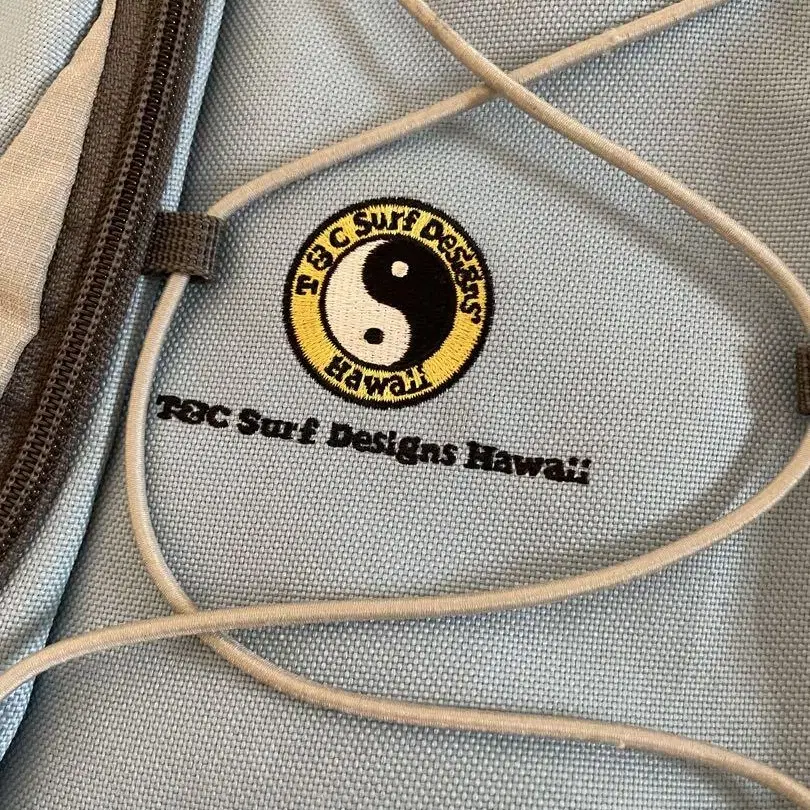 T & C Surf Designs
Hawaii
T&C Surf Designs Hawaii